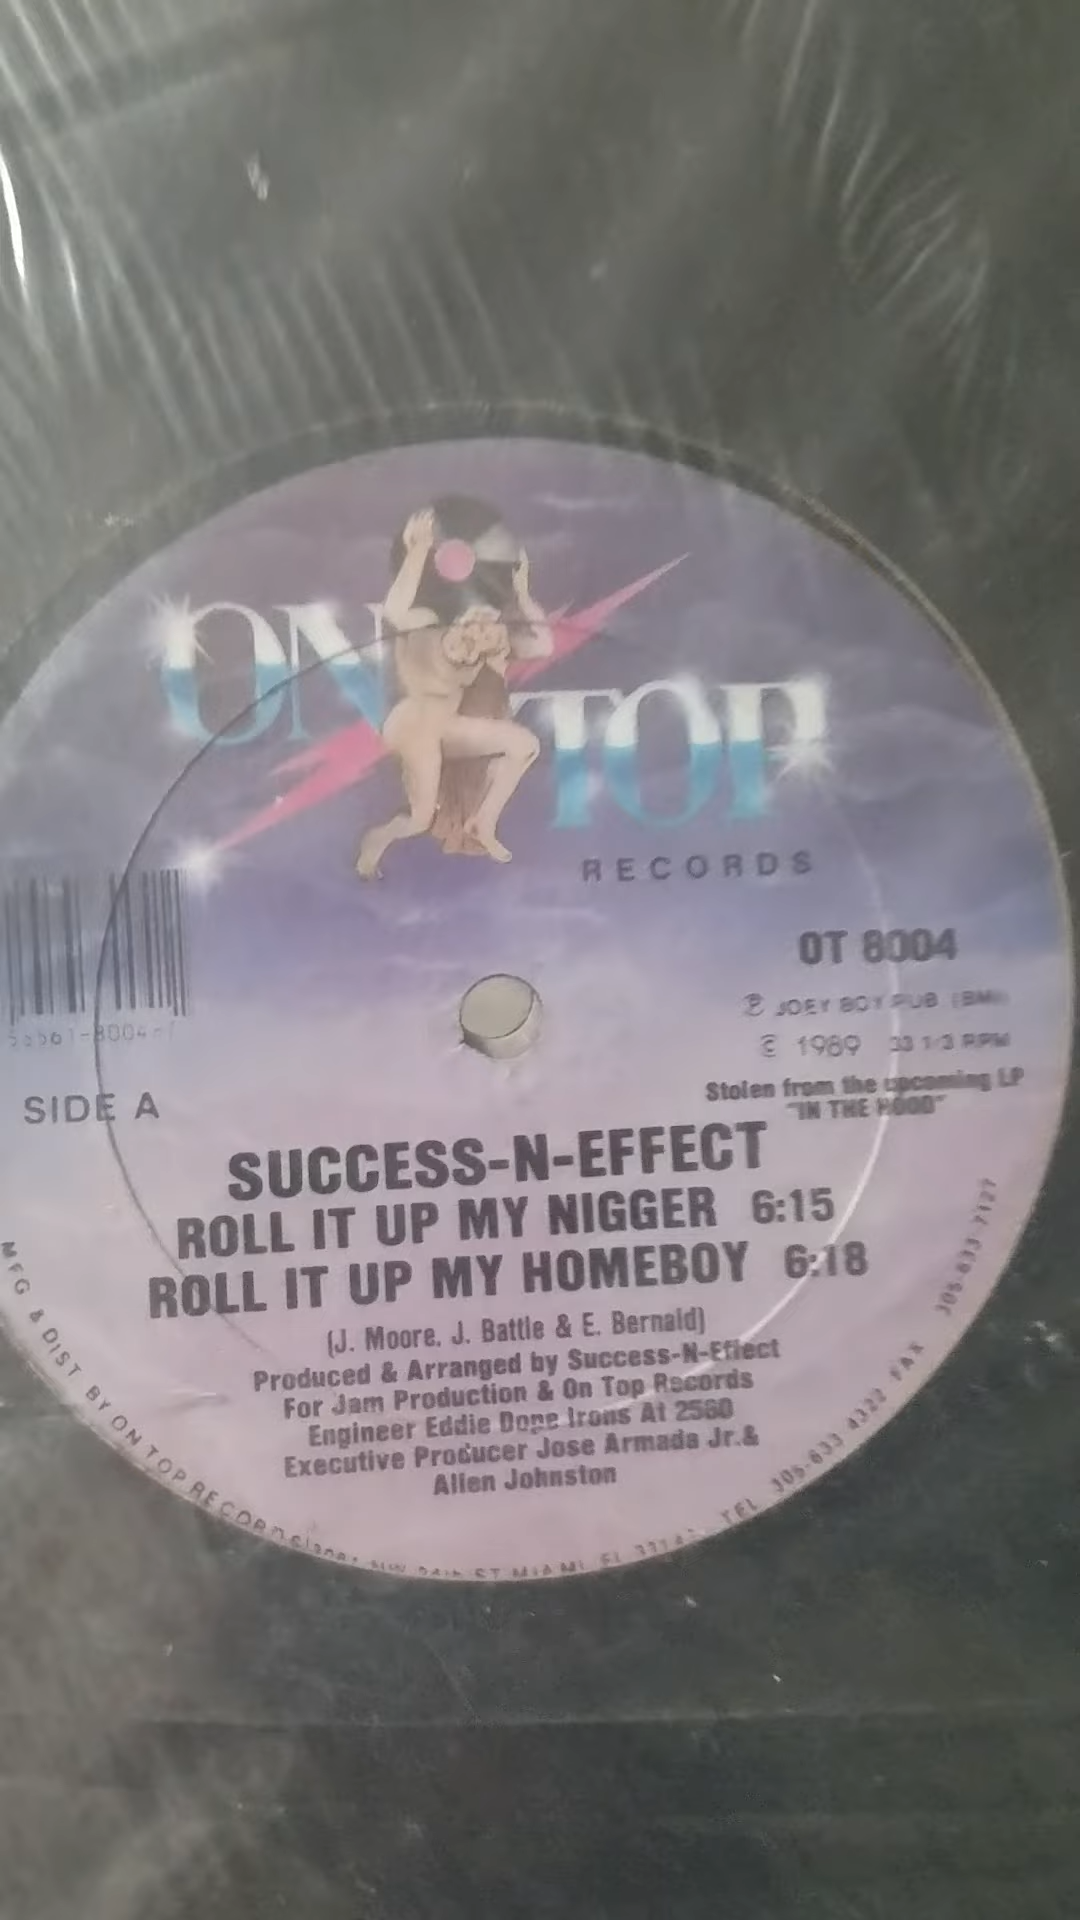 ON TOP
RECORDS
OT 8004
℗ JOEY BOY PUB (BMI)
© 1989 33 1/3 RPM
Stolen from the upcoming LP
"IN THE HOOD"
SIDE A
SUCCESS-N-EFFECT
ROLL IT UP MY NIGGER 6:15
ROLL IT UP MY HOMEBOY 6:18
(J. Moore, J. Battle & E. Bernald)
Produced & Arranged by Success-N-Effect
For Jam Production & On Top Records
Engineer Eddie Irons At 2560
Executive Producer Jose Armada Jr.&
Allen Johnston
MFG & DIST BY ON TOP RECORDS ST MIAMI FL TEL 305-633 4322 FAX 305-633-7127